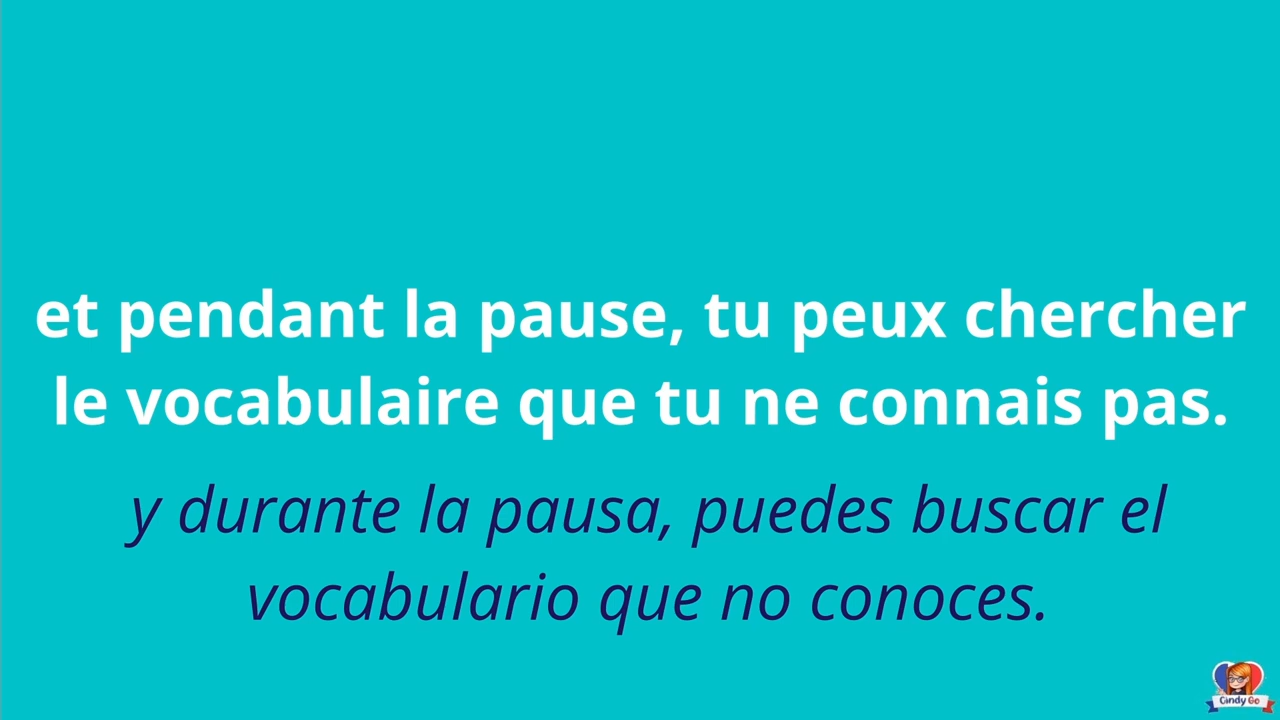 et pendant la pause, tu peux chercher
le vocabulaire que tu ne connais pas.
y durante la pausa, puedes buscar el
vocabulario que no conoces.
Cindy Go